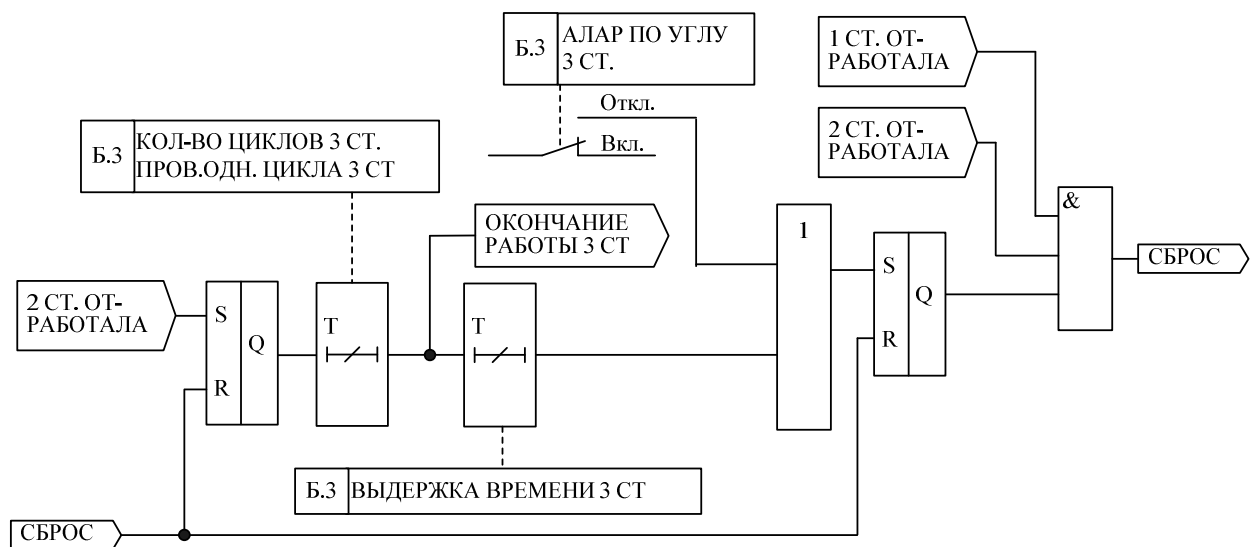 Б.3
АЛАР ПО УГЛУ
3 СТ.
1 СТ. ОТ-
РАБОТАЛА
Откл.
Вкл.
2 СТ. ОТ-
РАБОТАЛА
Б.3
КОЛ-ВО ЦИКЛОВ 3 СТ.
ПРОВ.ОДН. ЦИКЛА 3 СТ
&
ОКОНЧАНИЕ
РАБОТЫ 3 СТ
1
СБРОС
S
Q
R
2 СТ. ОТ-
РАБОТАЛА
S
Q
R
T
T
Б.3
ВЫДЕРЖКА ВРЕМЕНИ 3 СТ
СБРОС